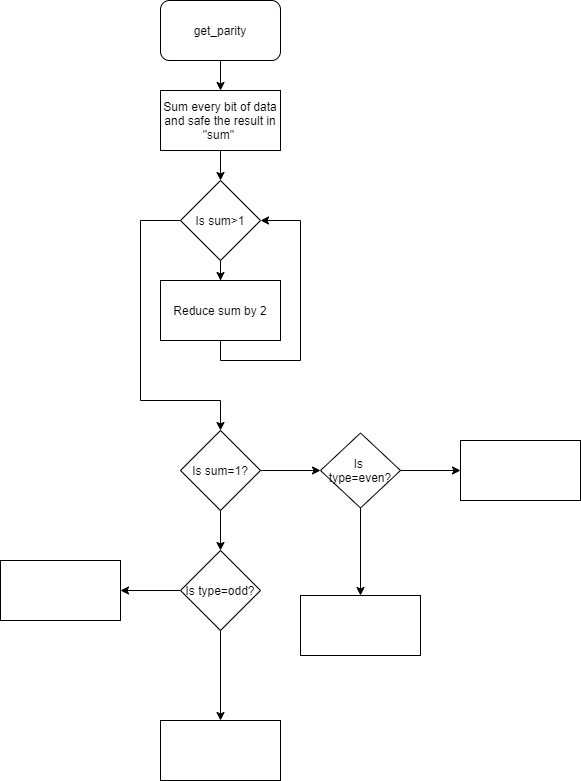 get_parity
Sum every bit of data
and safe the result in
"sum"
Is sum>1
Reduce sum by 2
Is sum=1?
Is
type=even?
Is type=odd?